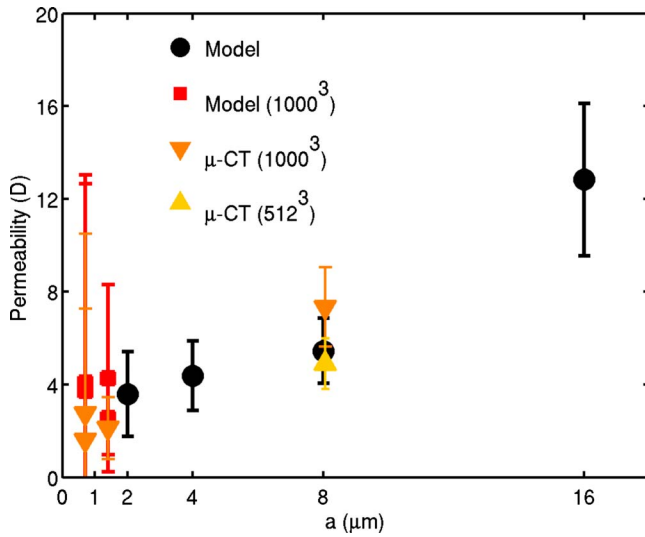 20
16
12
8
4
0
Permeability (D)
Model
Model (1000³)
μ-CT (1000³)
μ-CT (512³)
0 1 2 4 8 16
a (μm)